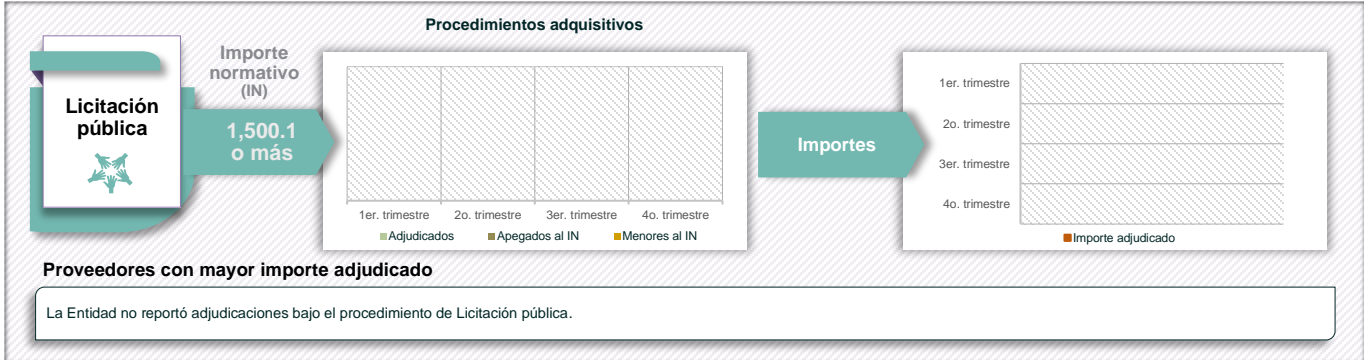 Procedimientos adquisitivos
Licitación
pública
Importe
normativo
(IN)
1,500.1
o más
1er. trimestre 2o. trimestre 3er. trimestre 4o. trimestre
Adjudicados Apegados al IN Menores al IN
Importes
1er. trimestre
2o. trimestre
3er. trimestre
4o. trimestre
Importe adjudicado
Proveedores con mayor importe adjudicado
La Entidad no reportó adjudicaciones bajo el procedimiento de Licitación pública.